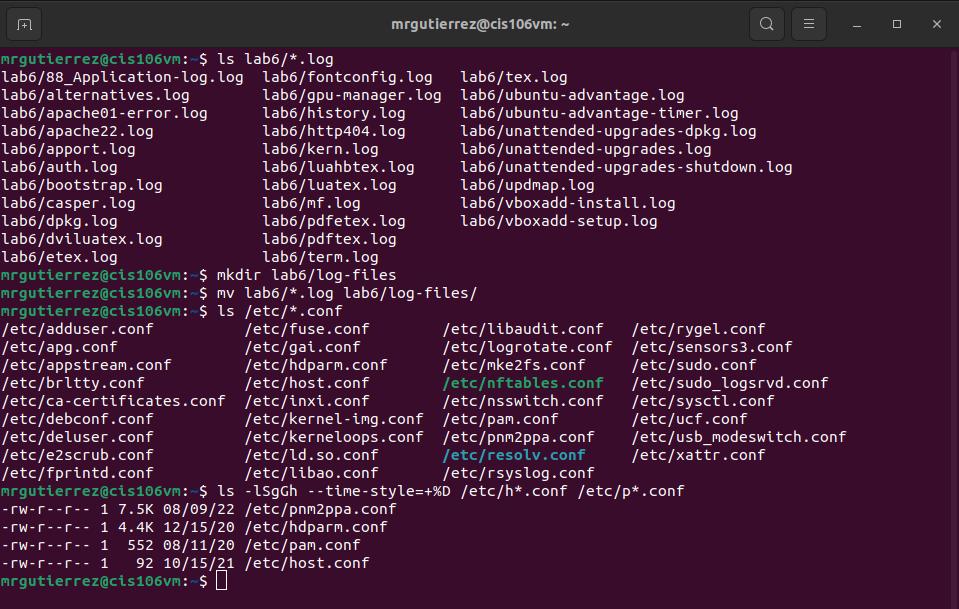 mrgutierrez@cis106vm: ~
mrgutierrez@cis106vm:~$ ls lab6/*.log
lab6/88_Application-log.log  lab6/fontconfig.log   lab6/tex.log
lab6/alternatives.log        lab6/gpu-manager.log  lab6/ubuntu-advantage.log
lab6/apache01-error.log      lab6/history.log      lab6/ubuntu-advantage-timer.log
lab6/apache22.log            lab6/http404.log      lab6/unattended-upgrades-dpkg.log
lab6/apport.log              lab6/kern.log         lab6/unattended-upgrades.log
lab6/auth.log                lab6/luahbtex.log     lab6/unattended-upgrades-shutdown.log
lab6/bootstrap.log           lab6/luatex.log       lab6/updmap.log
lab6/casper.log              lab6/mf.log           lab6/vboxadd-install.log
lab6/dpkg.log                lab6/pdfetex.log      lab6/vboxadd-setup.log
lab6/dviluatex.log           lab6/pdftex.log
lab6/etex.log                lab6/term.log
mrgutierrez@cis106vm:~$ mkdir lab6/log-files
mrgutierrez@cis106vm:~$ mv lab6/*.log lab6/log-files/
mrgutierrez@cis106vm:~$ ls /etc/*.conf
/etc/adduser.conf          /etc/fuse.conf        /etc/libaudit.conf   /etc/rygel.conf
/etc/apg.conf              /etc/gai.conf         /etc/logrotate.conf  /etc/sensors3.conf
/etc/appstream.conf        /etc/hdparm.conf      /etc/mke2fs.conf     /etc/sudo.conf
/etc/brltty.conf           /etc/host.conf        /etc/nftables.conf   /etc/sudo_logsrvd.conf
/etc/ca-certificates.conf  /etc/inxi.conf        /etc/nsswitch.conf   /etc/sysctl.conf
/etc/debconf.conf          /etc/kernel-img.conf  /etc/pam.conf        /etc/ucf.conf
/etc/deluser.conf          /etc/kerneloops.conf  /etc/pnm2ppa.conf    /etc/usb_modeswitch.conf
/etc/e2scrub.conf          /etc/ld.so.conf       /etc/resolv.conf     /etc/xattr.conf
/etc/fprintd.conf          /etc/libao.conf       /etc/rsyslog.conf
mrgutierrez@cis106vm:~$ ls -lSgGh --time-style=+%D /etc/h*.conf /etc/p*.conf
-rw-r--r-- 1 7.5K 08/09/22 /etc/pnm2ppa.conf
-rw-r--r-- 1 4.4K 12/15/20 /etc/hdparm.conf
-rw-r--r-- 1  552 08/11/20 /etc/pam.conf
-rw-r--r-- 1   92 10/15/21 /etc/host.conf
mrgutierrez@cis106vm:~$